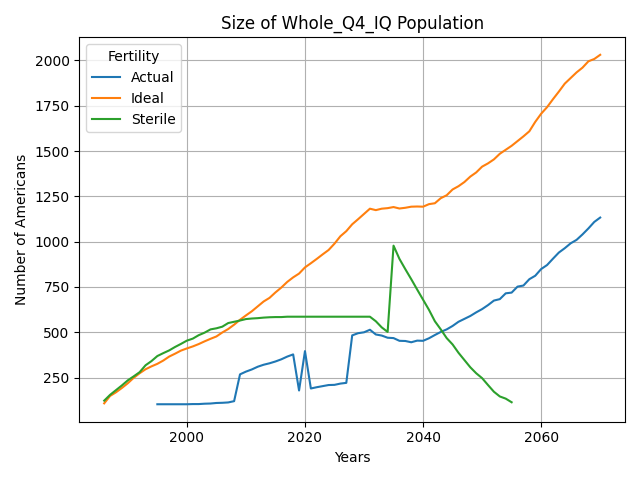 Size of Whole_Q4_IQ Population
Fertility
Actual
Ideal
Sterile
Number of Americans
2000
1750
1500
1250
1000
750
500
250
2000
2020
2040
2060
Years